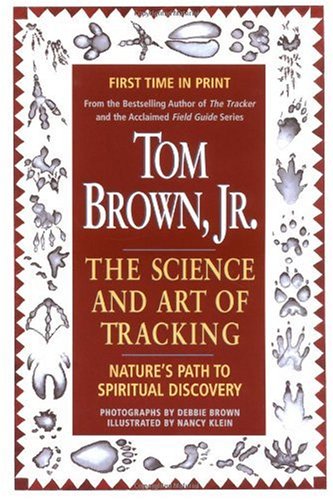 FIRST TIME IN PRINT
From the Bestselling Author of The Tracker
and the Acclaimed Field Guide Series
TOM
BROWN, JR.
THE SCIENCE
AND ART OF
TRACKING
NATURE'S PATH TO
SPIRITUAL DISCOVERY
PHOTOGRAPHS BY DEBBIE BROWN
ILLUSTRATED BY NANCY KLEIN